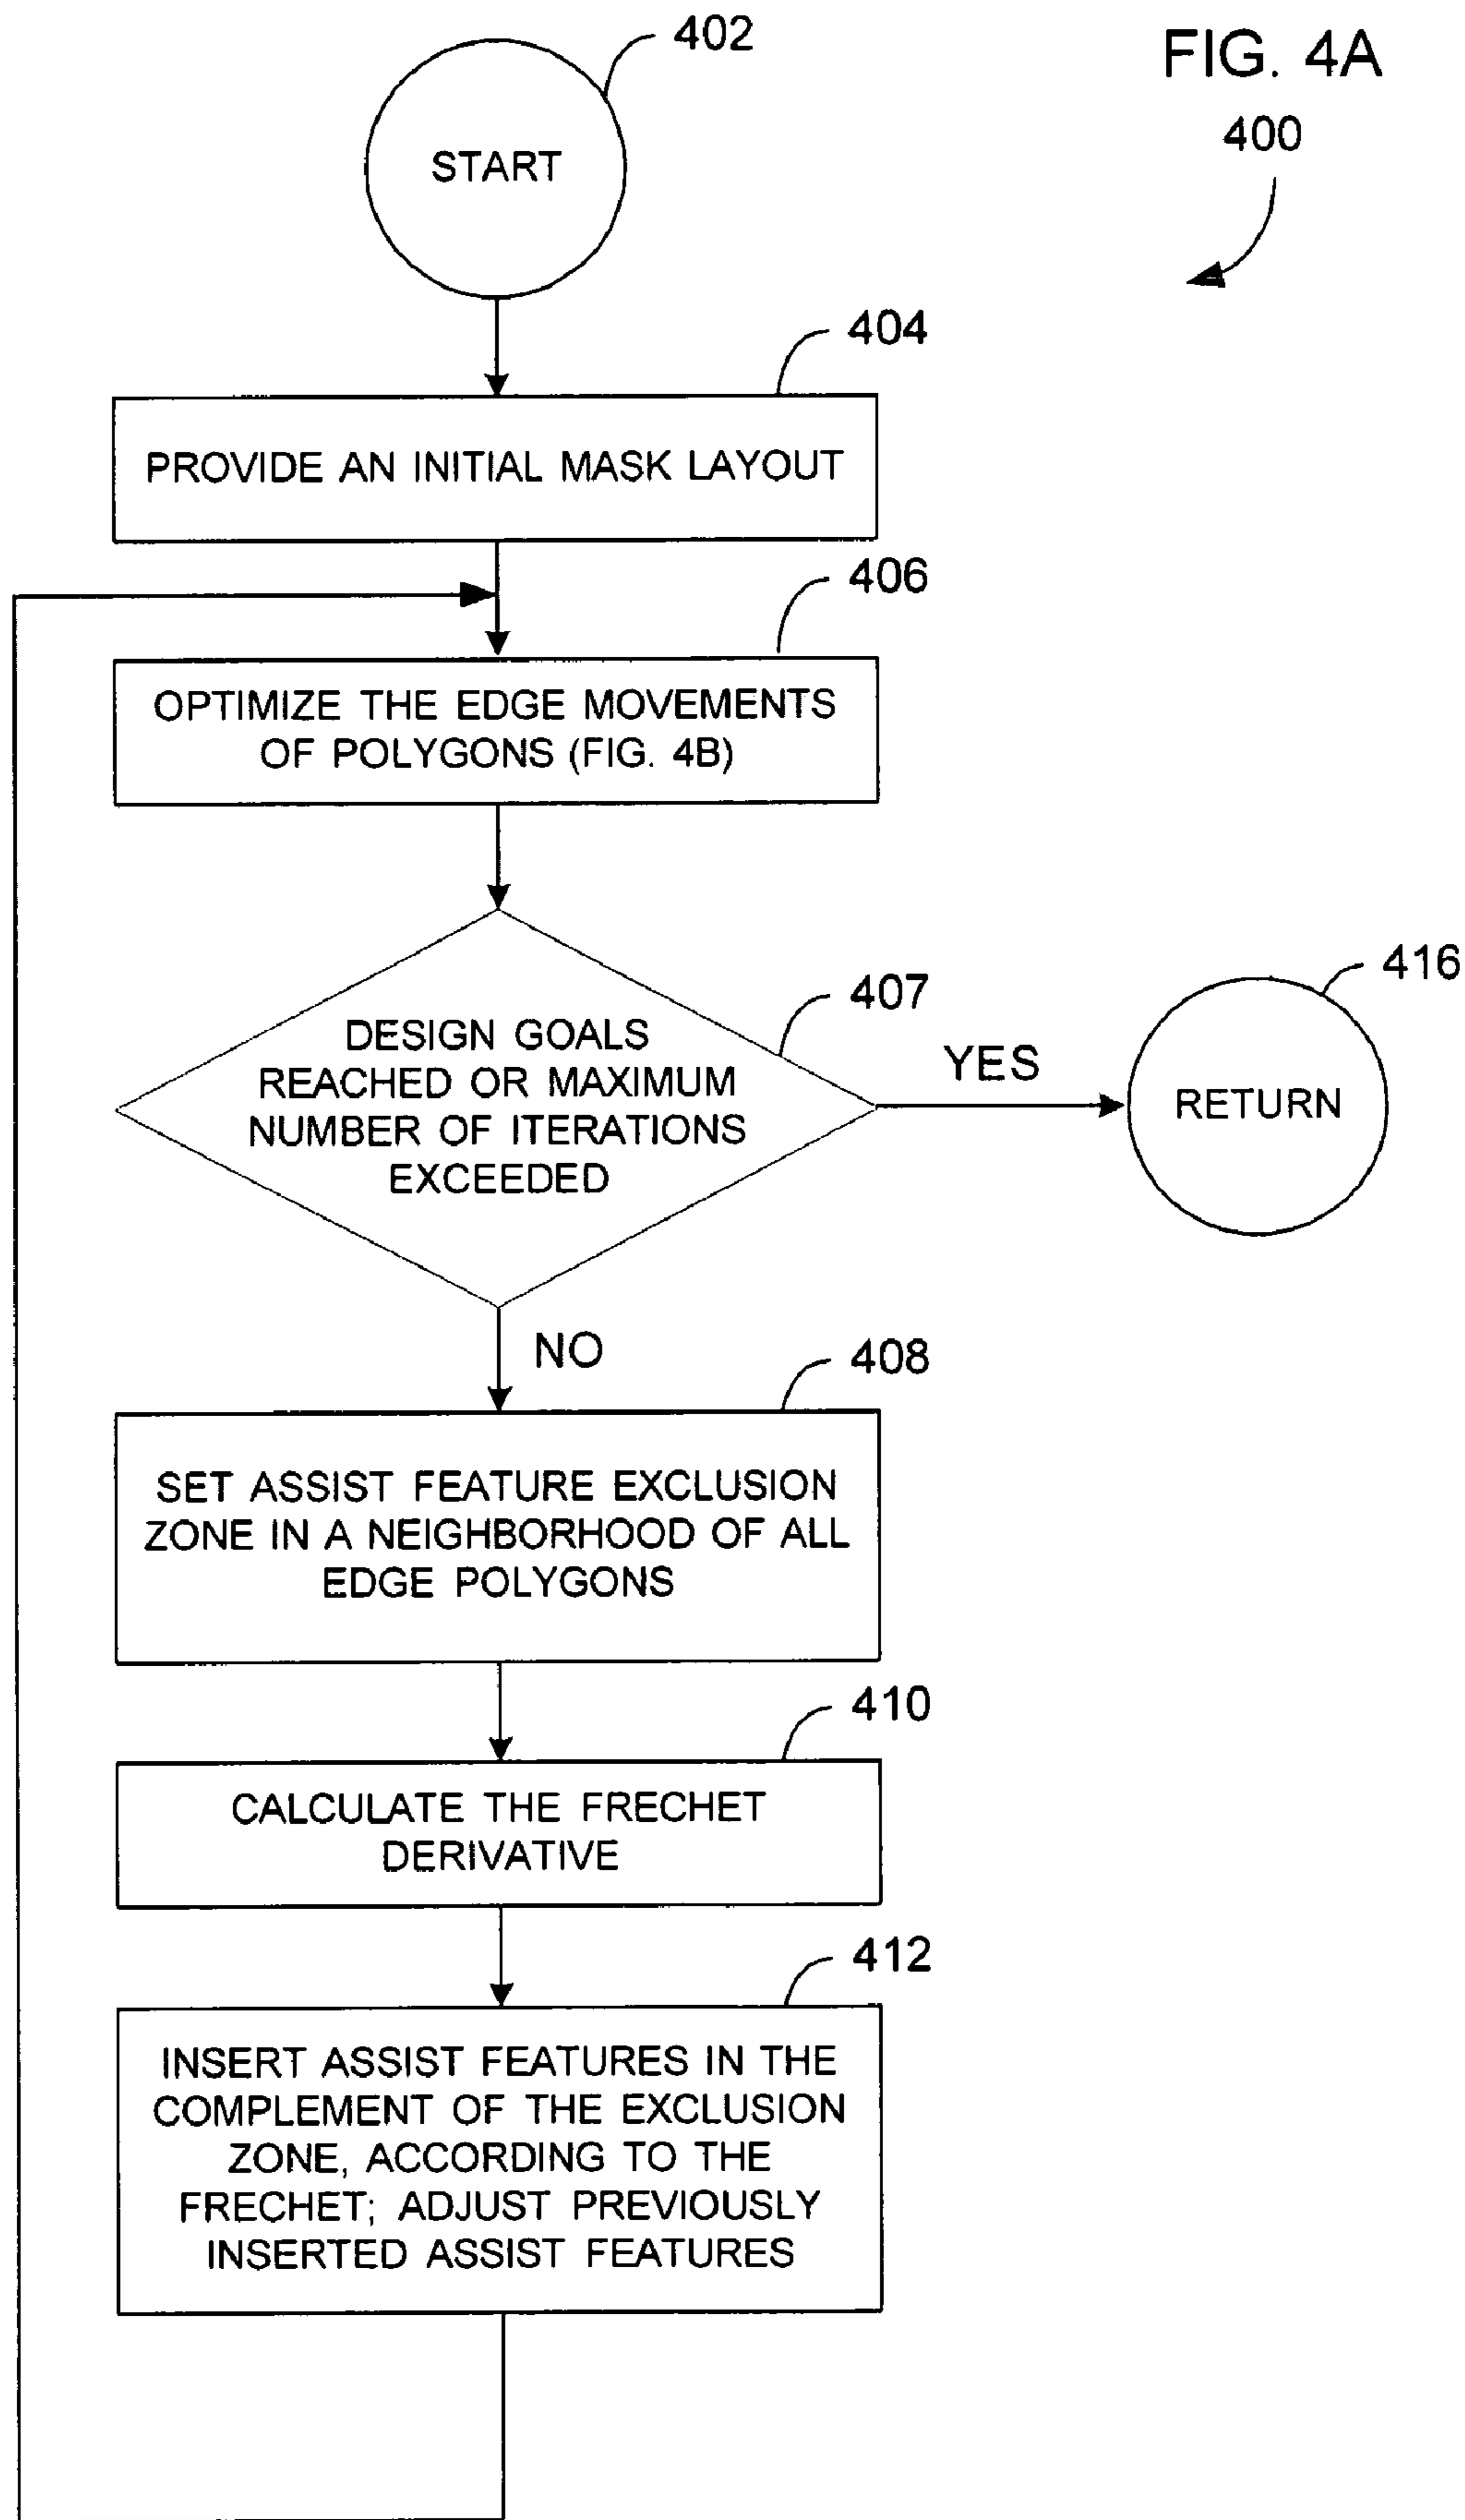 FIG. 4A
400
402
START
404
PROVIDE AN INITIAL MASK LAYOUT
406
OPTIMIZE THE EDGE MOVEMENTS
OF POLYGONS (FIG. 4B)
407
DESIGN GOALS
REACHED OR MAXIMUM
NUMBER OF ITERATIONS
EXCEEDED
YES
416
RETURN
NO
408
SET ASSIST FEATURE EXCLUSION
ZONE IN A NEIGHBORHOOD OF ALL
EDGE POLYGONS
410
CALCULATE THE FRECHET
DERIVATIVE
412
INSERT ASSIST FEATURES IN THE
COMPLEMENT OF THE EXCLUSION
ZONE, ACCORDING TO THE
FRECHET; ADJUST PREVIOUSLY
INSERTED ASSIST FEATURES